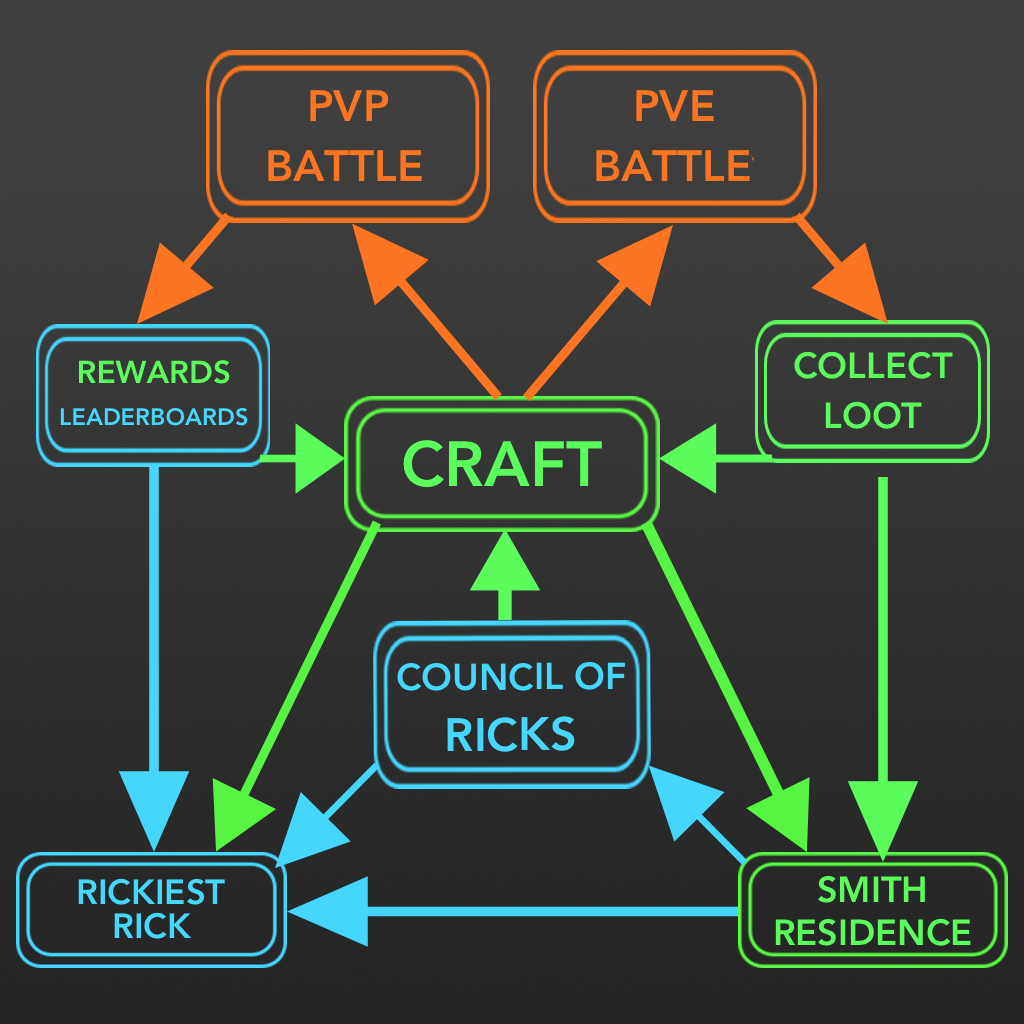 PVP
BATTLE
PVE
BATTLE`
REWARDS
LEADERBOARDS
COLLECT
LOOT
CRAFT
COUNCIL OF
RICKS
RICKIEST
RICK
SMITH
RESIDENCE